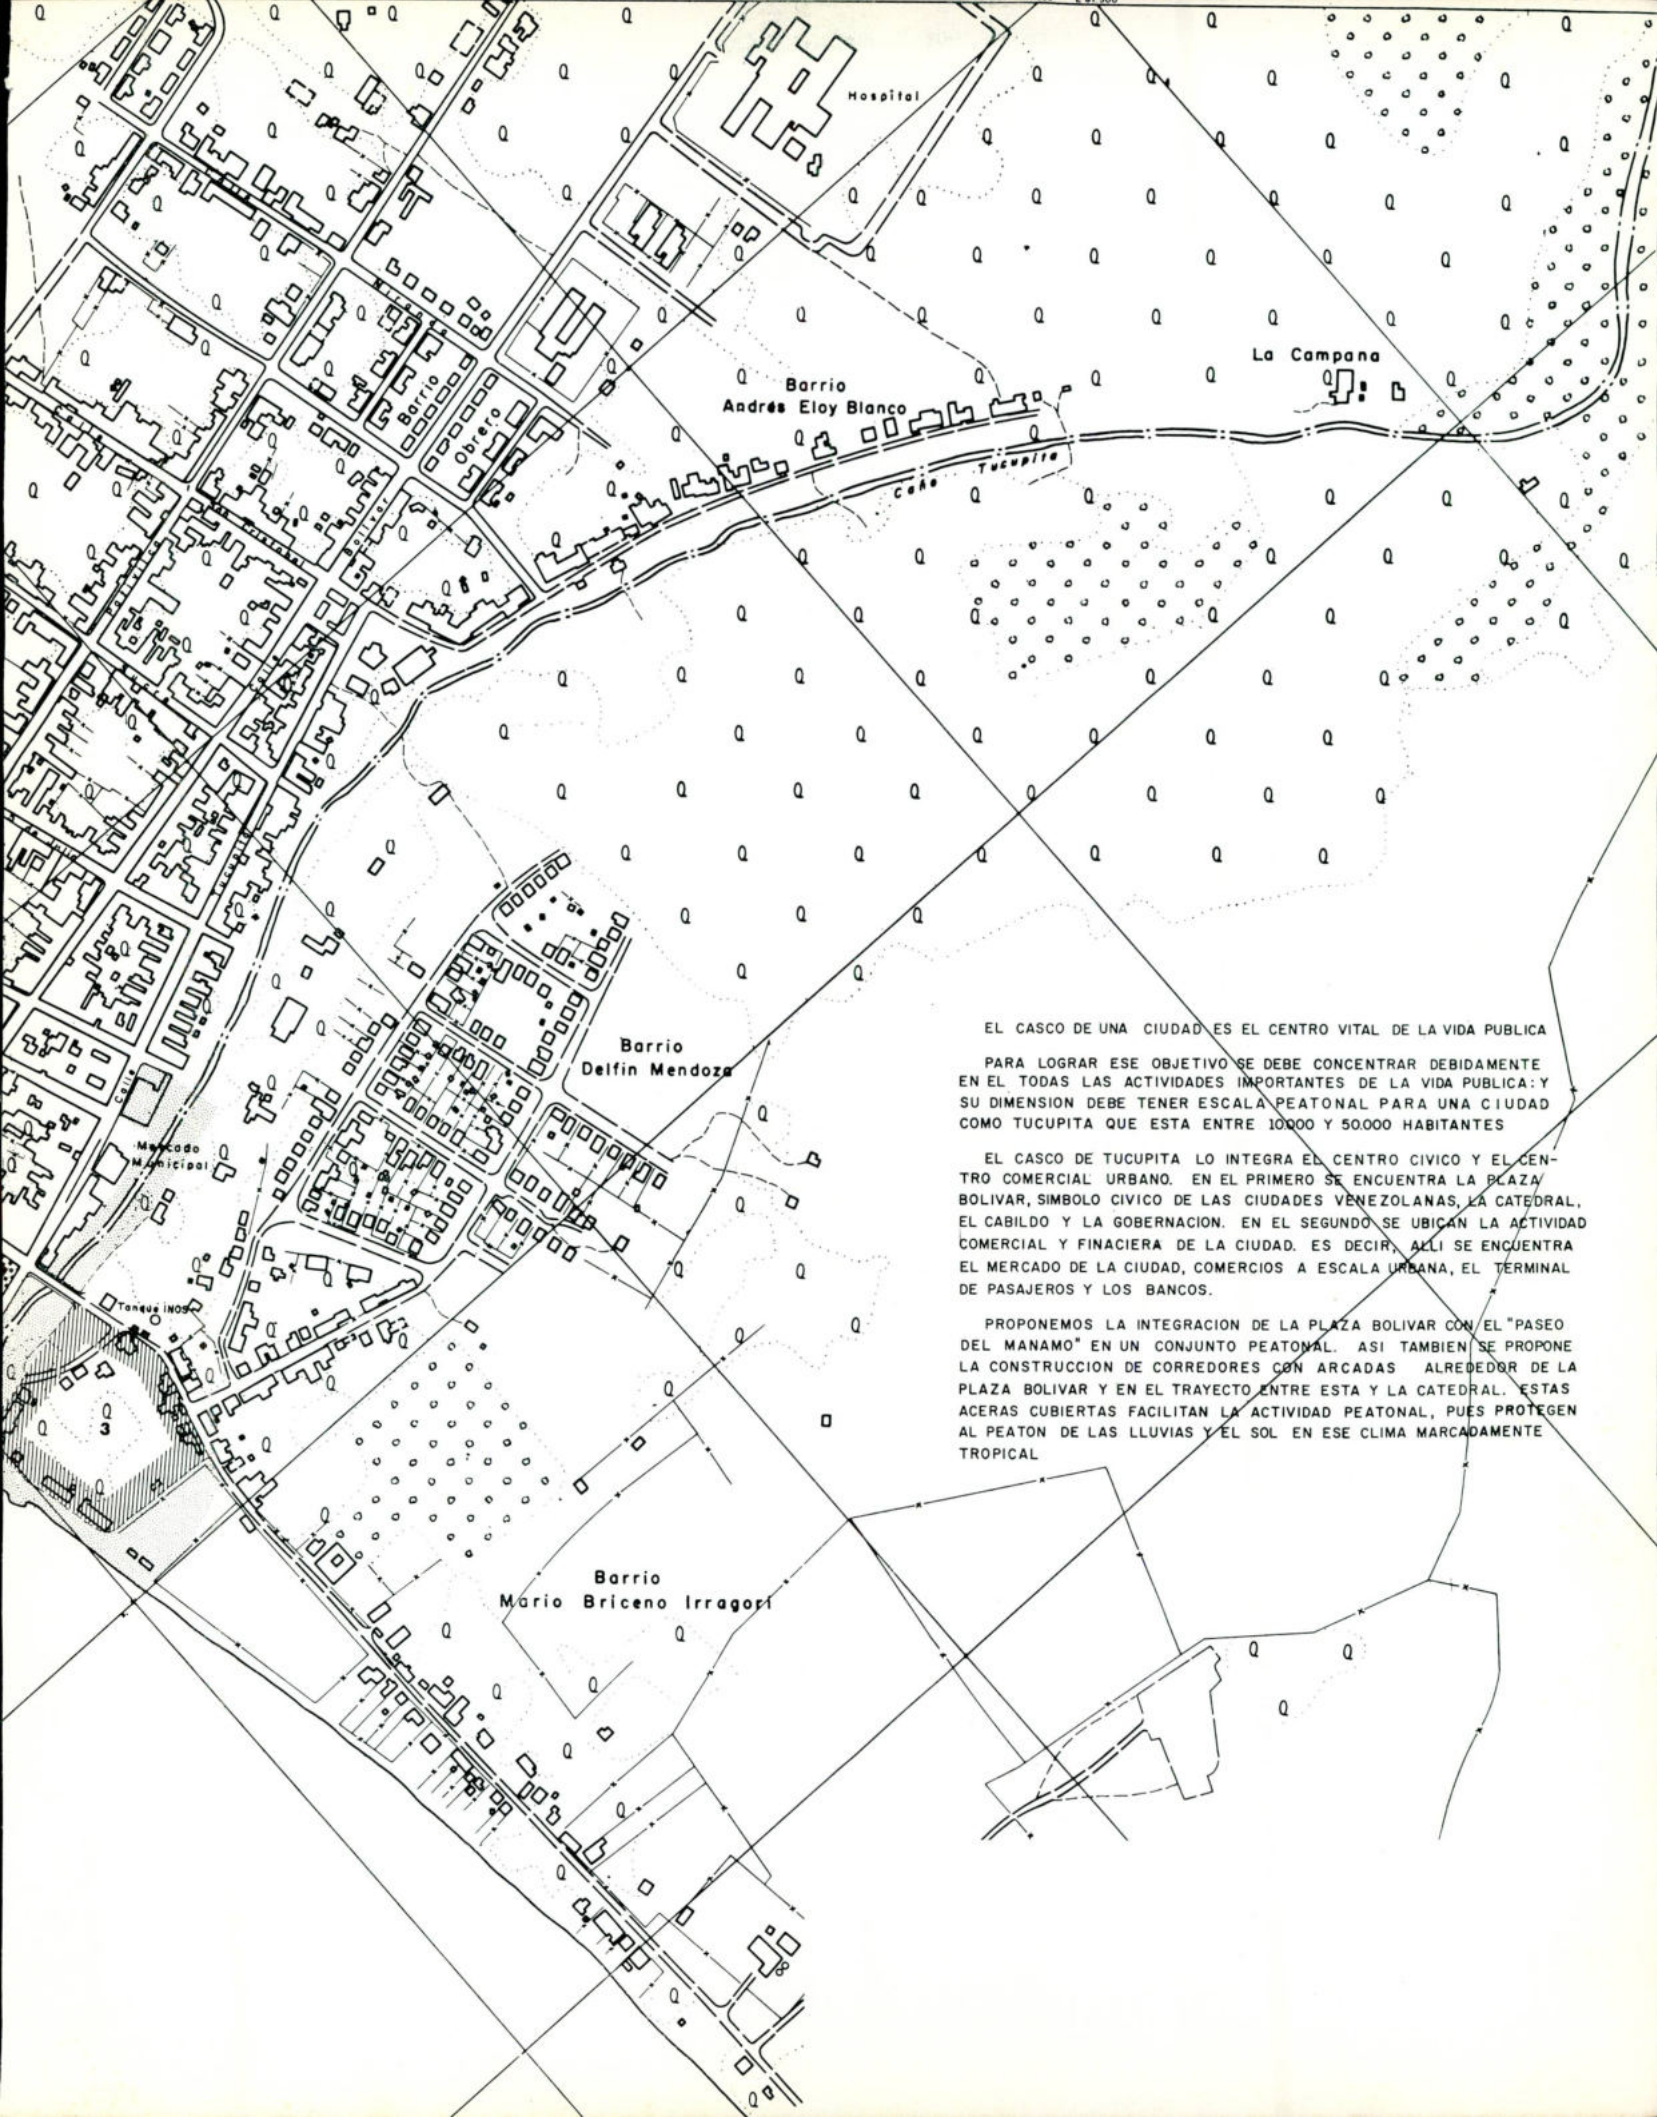 Hospital
La Campana
Barrio
Andrés Eloy Blanco
Barrio
Obrero
Caño Tucupita
Barrio
Delfin Mendoza
Calle
Tucupita
Mercado
Municipal
Tanque INOS
3
Barrio
Mario Briceno Irragori
EL CASCO DE UNA CIUDAD ES EL CENTRO VITAL DE LA VIDA PUBLICA
PARA LOGRAR ESE OBJETIVO SE DEBE CONCENTRAR DEBIDAMENTE
EN EL TODAS LAS ACTIVIDADES IMPORTANTES DE LA VIDA PUBLICA: Y
SU DIMENSION DEBE TENER ESCALA PEATONAL PARA UNA CIUDAD
COMO TUCUPITA QUE ESTA ENTRE 10.000 Y 50.000 HABITANTES
EL CASCO DE TUCUPITA LO INTEGRA EL CENTRO CIVICO Y EL CEN-
TRO COMERCIAL URBANO. EN EL PRIMERO SE ENCUENTRA LA PLAZA
BOLIVAR, SIMBOLO CIVICO DE LAS CIUDADES VENEZOLANAS, LA CATEDRAL,
EL CABILDO Y LA GOBERNACION. EN EL SEGUNDO SE UBICAN LA ACTIVIDAD
COMERCIAL Y FINACIERA DE LA CIUDAD. ES DECIR, ALLI SE ENCUENTRA
EL MERCADO DE LA CIUDAD, COMERCIOS A ESCALA URBANA, EL TERMINAL
DE PASAJEROS Y LOS BANCOS.
PROPONEMOS LA INTEGRACION DE LA PLAZA BOLIVAR CON EL "PASEO
DEL MANAMO" EN UN CONJUNTO PEATONAL. ASI TAMBIEN SE PROPONE
LA CONSTRUCCION DE CORREDORES CON ARCADAS ALREDEDOR DE LA
PLAZA BOLIVAR Y EN EL TRAYECTO ENTRE ESTA Y LA CATEDRAL. ESTAS
ACERAS CUBIERTAS FACILITAN LA ACTIVIDAD PEATONAL, PUES PROTEGEN
AL PEATON DE LAS LLUVIAS Y EL SOL EN ESE CLIMA MARCADAMENTE
TROPICAL